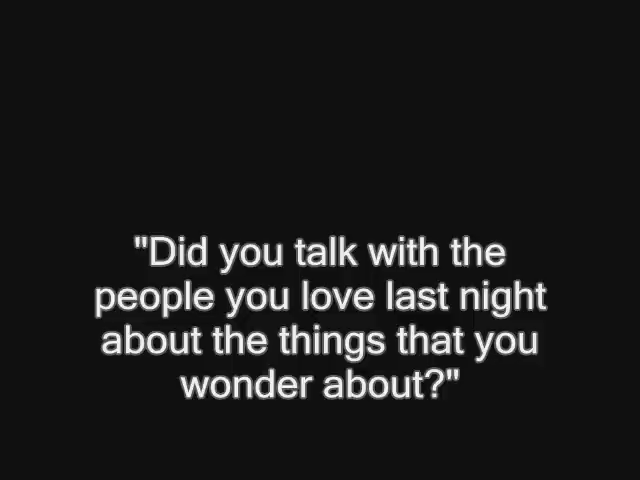 "Did you talk with the
people you love last night
about the things that you
wonder about?"